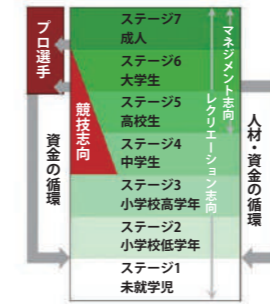 プロ選手
資金の循環
競技志向
ステージ7
成人
ステージ6
大学生
ステージ5
高校生
ステージ4
中学生
ステージ3
小学校高学年
ステージ2
小学校低学年
ステージ1
未就学児
マネジメント志向
レクリエーション志向
人材・資金の循環